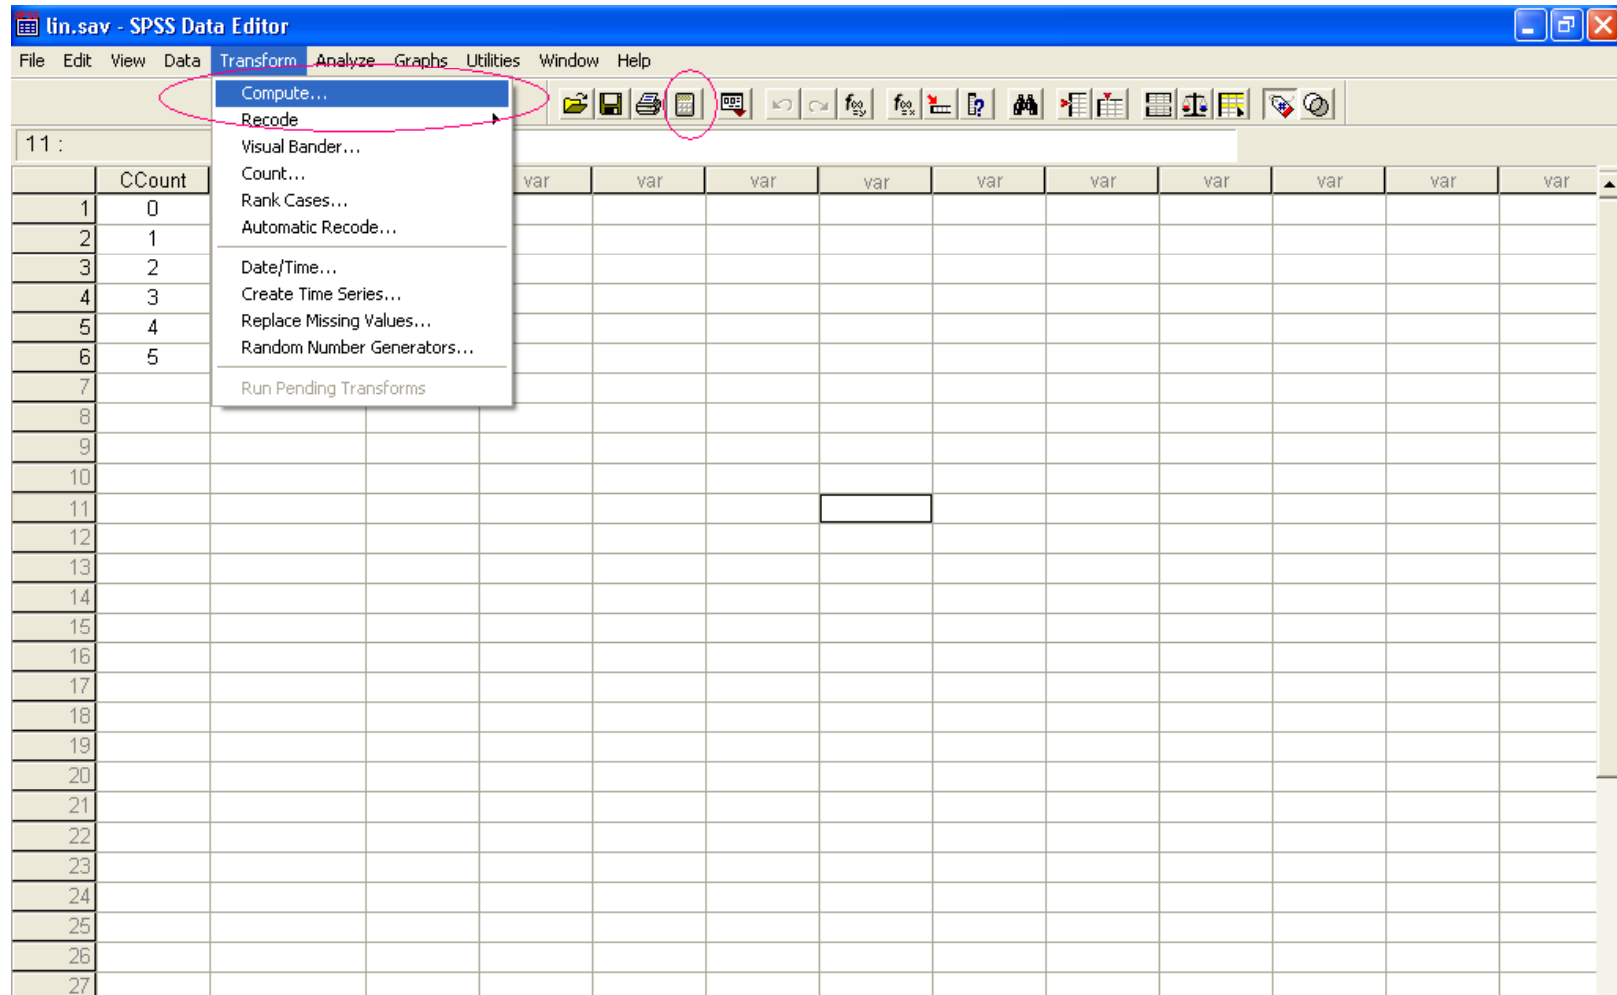 lin.sav - SPSS Data Editor
File Edit View Data Transform Analyze Graphs Utilities Window Help
Compute...
Recode
11 :
Visual Bander...
Count...
Rank Cases...
Automatic Recode...
Date/Time...
Create Time Series...
Replace Missing Values...
Random Number Generators...
Run Pending Transforms
CCount var var var var var var var var var var
1 0
2 1
3 2
4 3
5 4
6 5
7
8
9
10
11
12
13
14
15
16
17
18
19
20
21
22
23
24
25
26
27